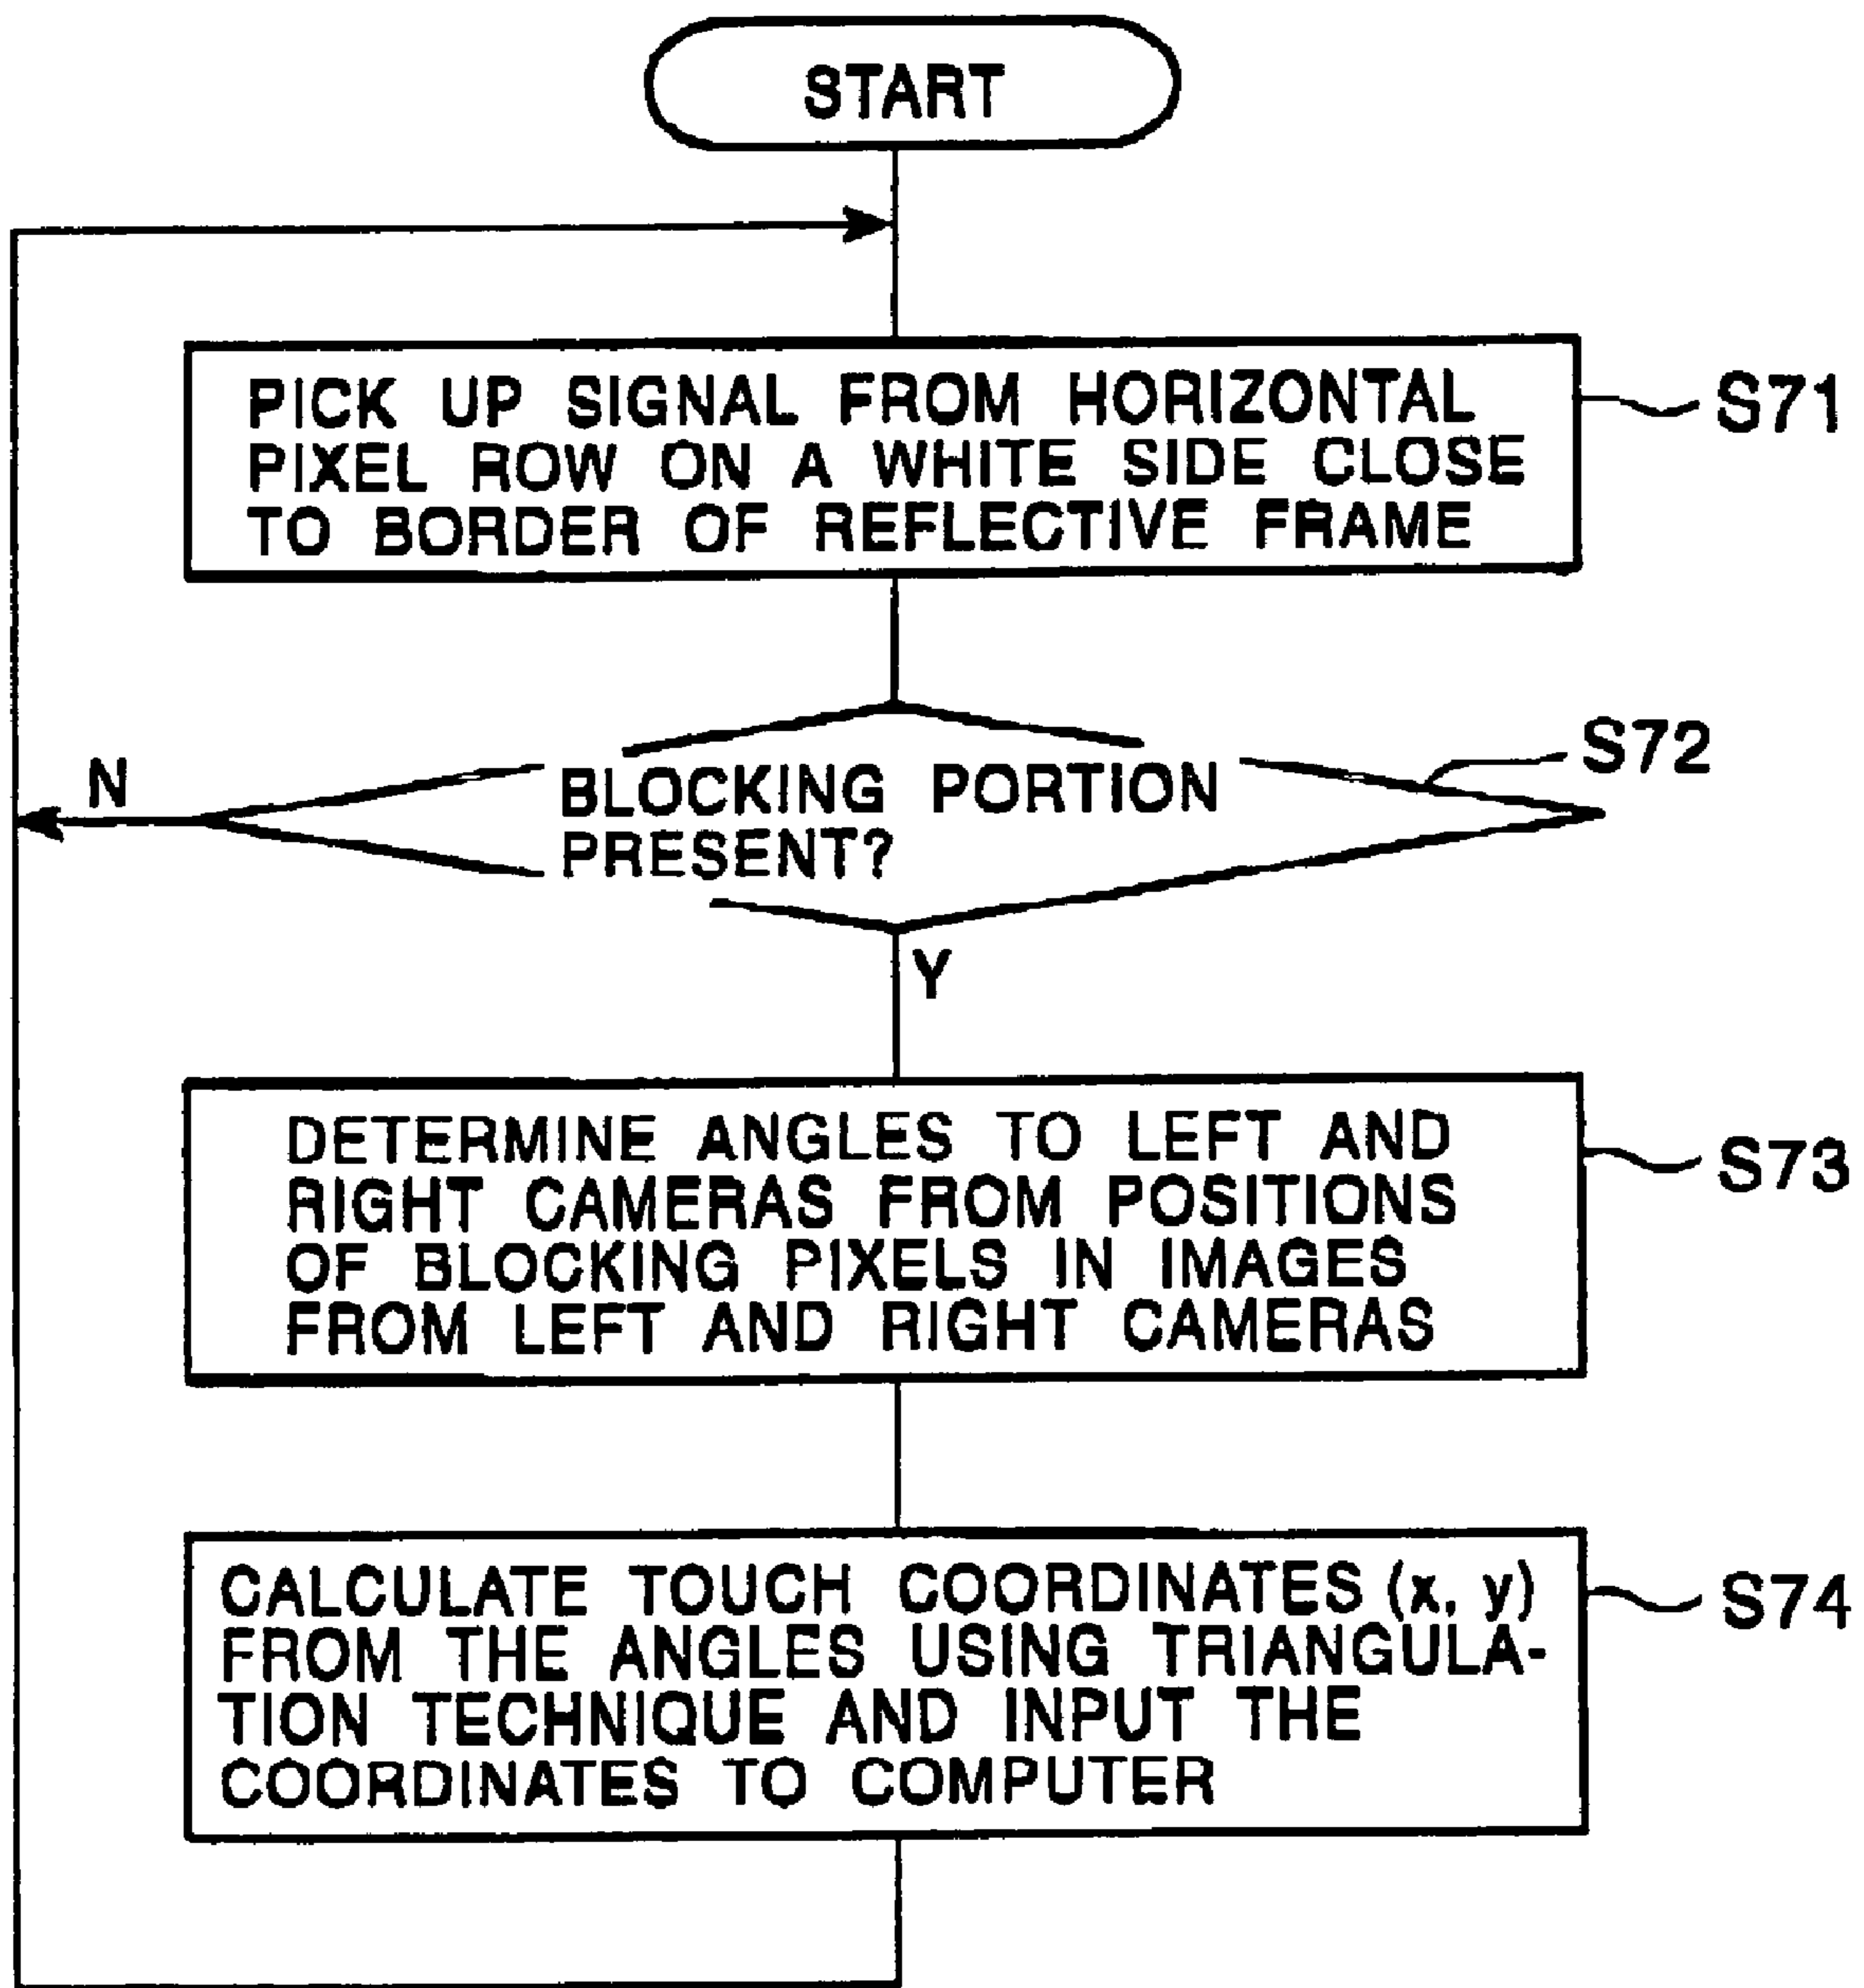 START
PICK UP SIGNAL FROM HORIZONTAL
PIXEL ROW ON A WHITE SIDE CLOSE
TO BORDER OF REFLECTIVE FRAME
S71
S72
N
BLOCKING PORTION
PRESENT?
Y
DETERMINE ANGLES TO LEFT AND
RIGHT CAMERAS FROM POSITIONS
OF BLOCKING PIXELS IN IMAGES
FROM LEFT AND RIGHT CAMERAS
S73
CALCULATE TOUCH COORDINATES (x, y)
FROM THE ANGLES USING TRIANGULA-
TION TECHNIQUE AND INPUT THE
COORDINATES TO COMPUTER
S74